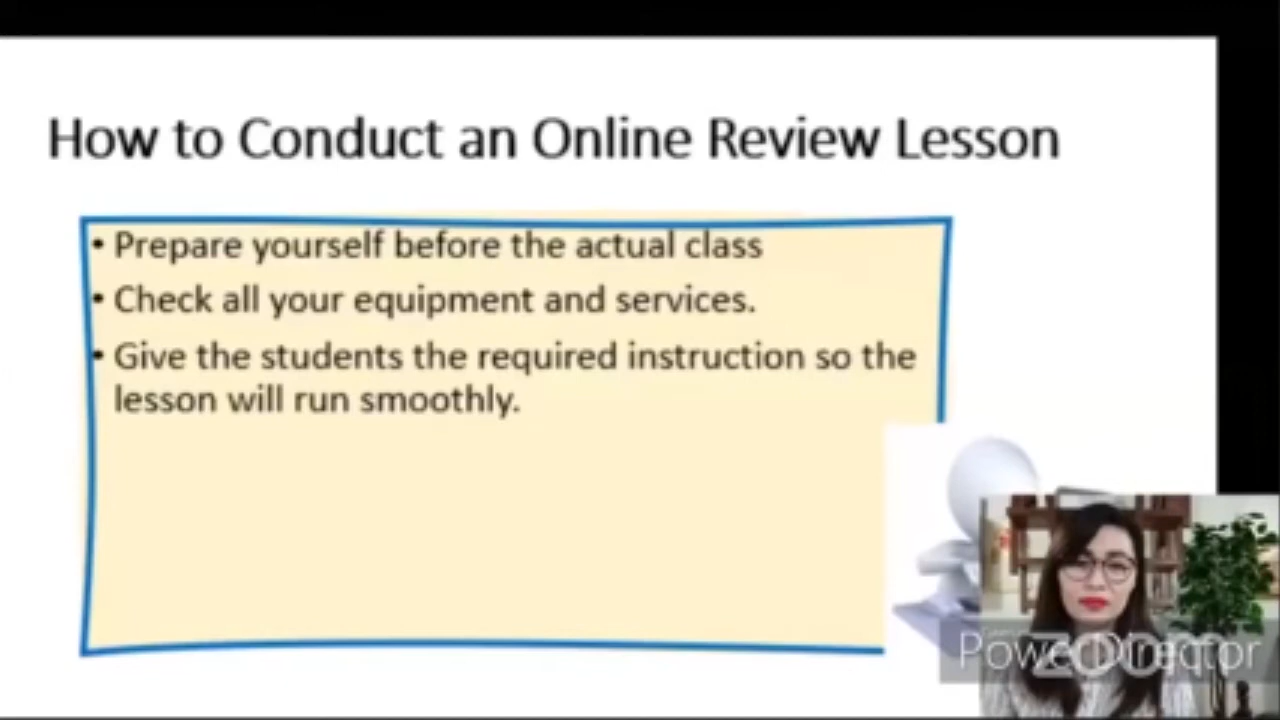 How to Conduct an Online Review Lesson
• Prepare yourself before the actual class
• Check all your equipment and services.
• Give the students the required instruction so the
lesson will run smoothly.
PowerDirector
zoom